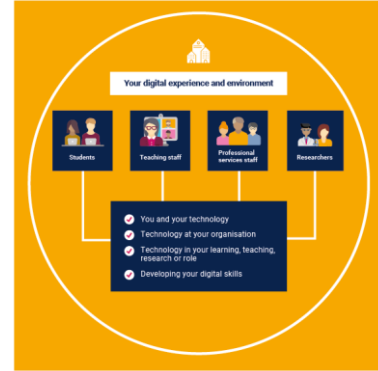 Your digital experience and environment
Students
Teaching staff
Professional
services staff
Researchers
You and your technology
Technology at your organisation
Technology in your learning, teaching,
research or role
Developing your digital skills